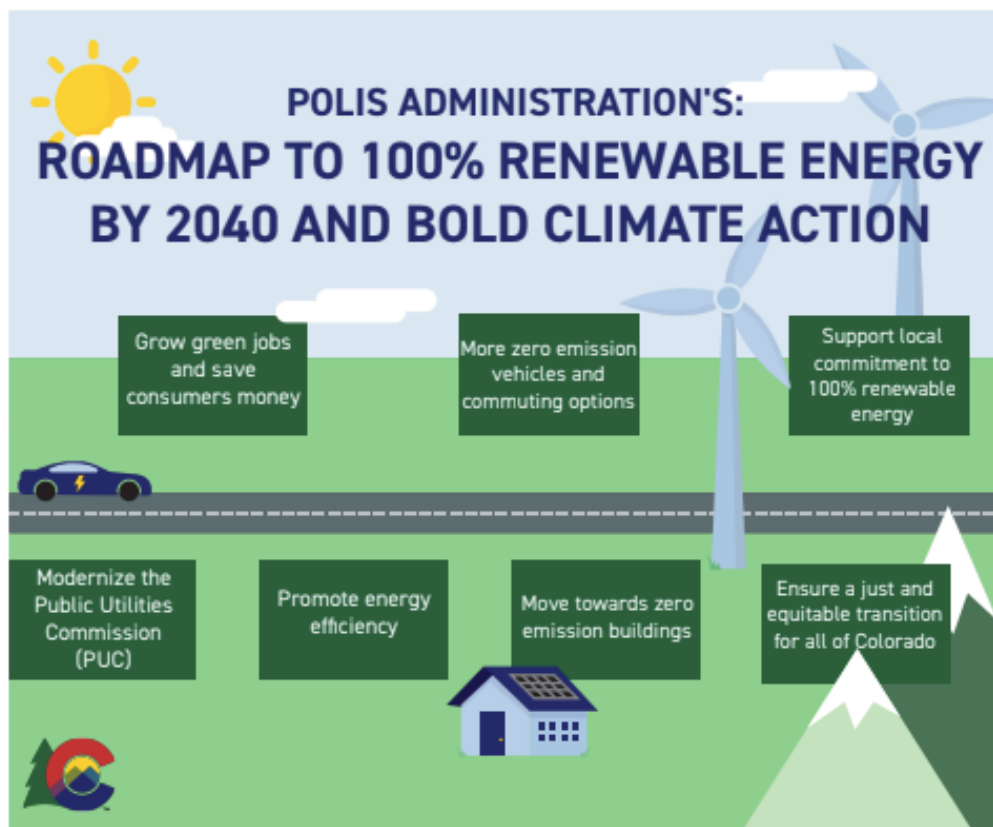 POLIS ADMINISTRATION'S:
ROADMAP TO 100% RENEWABLE ENERGY
BY 2040 AND BOLD CLIMATE ACTION
Grow green jobs
and save
consumers money
More zero emission
vehicles and
commuting options
Support local
commitment to
100% renewable
energy
Modernize the
Public Utilities
Commission
(PUC)
Promote energy
efficiency
Move towards zero
emission buildings
Ensure a just and
equitable transition
for all of Colorado